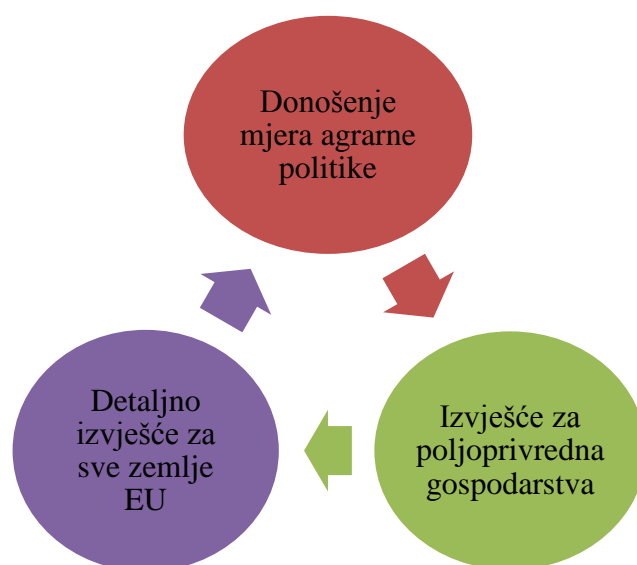 Donošenje
mjera agrarne
politike
Izvješće za
poljoprivredna
gospodarstva
Detaljno
izvješće za
sve zemlje
EU